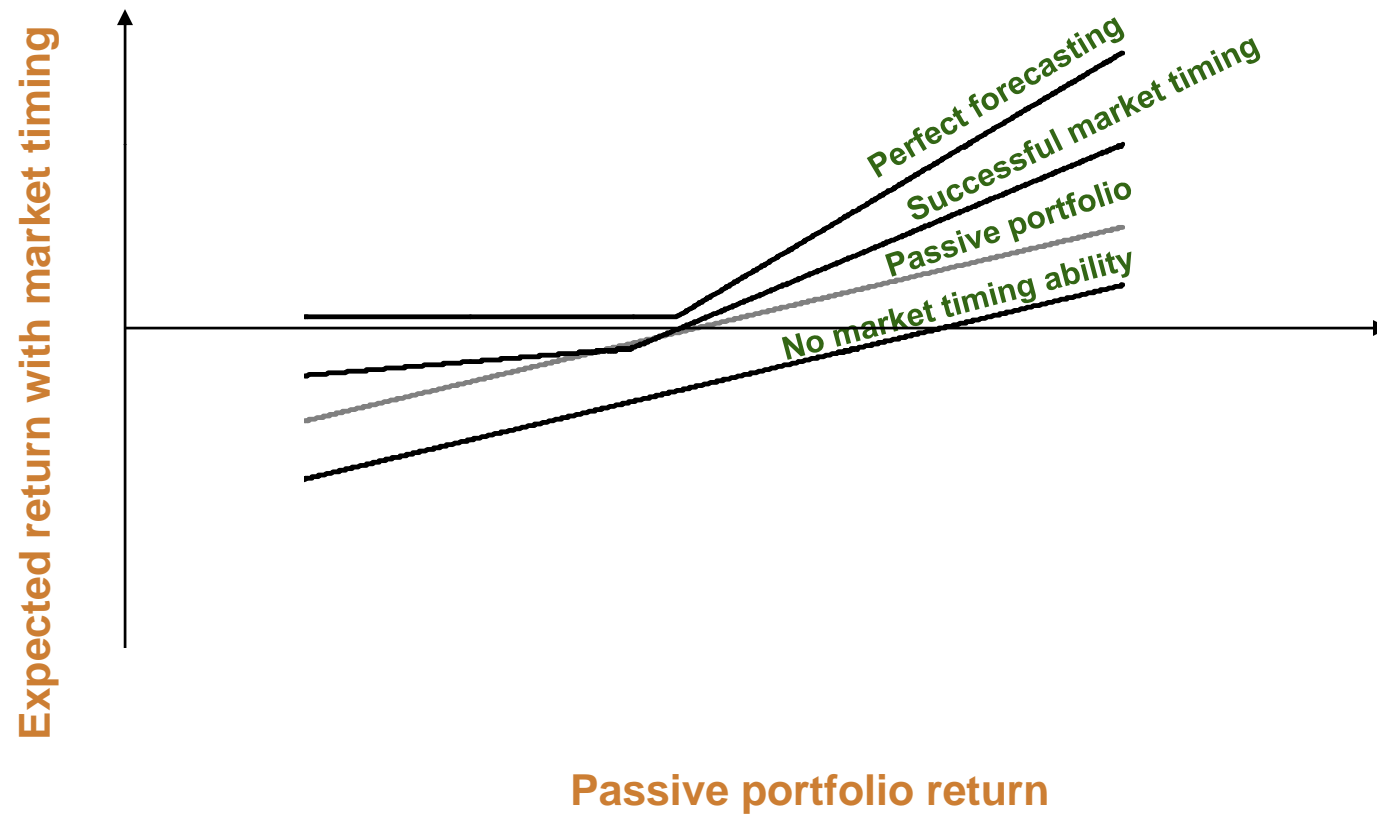 Expected return with market timing
Perfect forecasting
Successful market timing
Passive portfolio
No market timing ability
Passive portfolio return